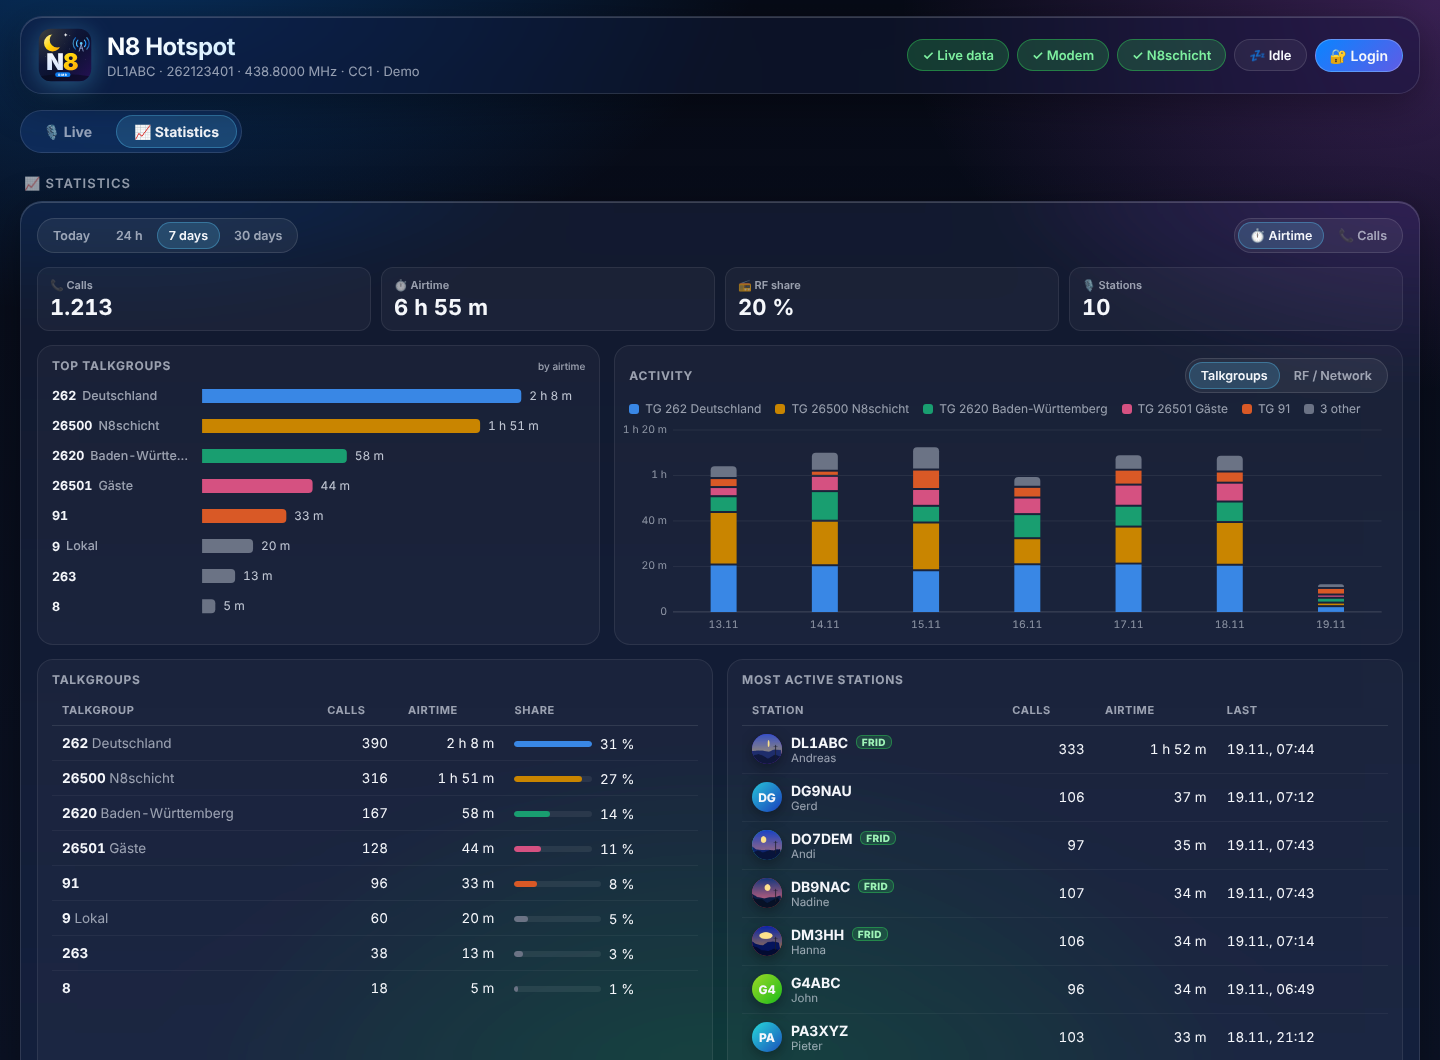 N8
N8 Hotspot
DL1ABC · 262123401 · 438.8000 MHz · CC1 · Demo
✓ Live data
✓ Modem
✓ N8schicht
💤 Idle
🔐 Login
🎙️ Live
📈 Statistics
📈 STATISTICS
Today 24 h 7 days 30 days
⏱️ Airtime 📞 Calls
📞 Calls
1.213
⏱️ Airtime
6 h 55 m
📻 RF share
20 %
🎙️ Stations
10
TOP TALKGROUPS by airtime
262 Deutschland 2 h 8 m
26500 N8schicht 1 h 51 m
2620 Baden-Württe... 58 m
26501 Gäste 44 m
91 33 m
9 Lokal 20 m
263 13 m
8 5 m
ACTIVITY
Talkgroups RF / Network
TG 262 Deutschland TG 26500 N8schicht TG 2620 Baden-Württemberg TG 26501 Gäste TG 91 3 other
1 h 20 m
1 h
40 m
20 m
0
13.11 14.11 15.11 16.11 17.11 18.11 19.11
TALKGROUPS
TALKGROUP CALLS AIRTIME SHARE
262 Deutschland 390 2 h 8 m 31 %
26500 N8schicht 316 1 h 51 m 27 %
2620 Baden-Württemberg 167 58 m 14 %
26501 Gäste 128 44 m 11 %
91 96 33 m 8 %
9 Lokal 60 20 m 5 %
263 38 13 m 3 %
8 18 5 m 1 %
MOST ACTIVE STATIONS
STATION CALLS AIRTIME LAST
DL1ABC FRID 333 1 h 52 m 19.11., 07:44
Andreas
DG DG9NAU 106 37 m 19.11., 07:12
Gerd
DO7DEM FRID 97 35 m 19.11., 07:43
Andi
DB9NAC FRID 107 34 m 19.11., 07:43
Nadine
DM3HH FRID 106 34 m 19.11., 07:14
Hanna
G4 G4ABC 96 34 m 19.11., 06:49
John
PA PA3XYZ 103 33 m 18.11., 21:12
Pieter